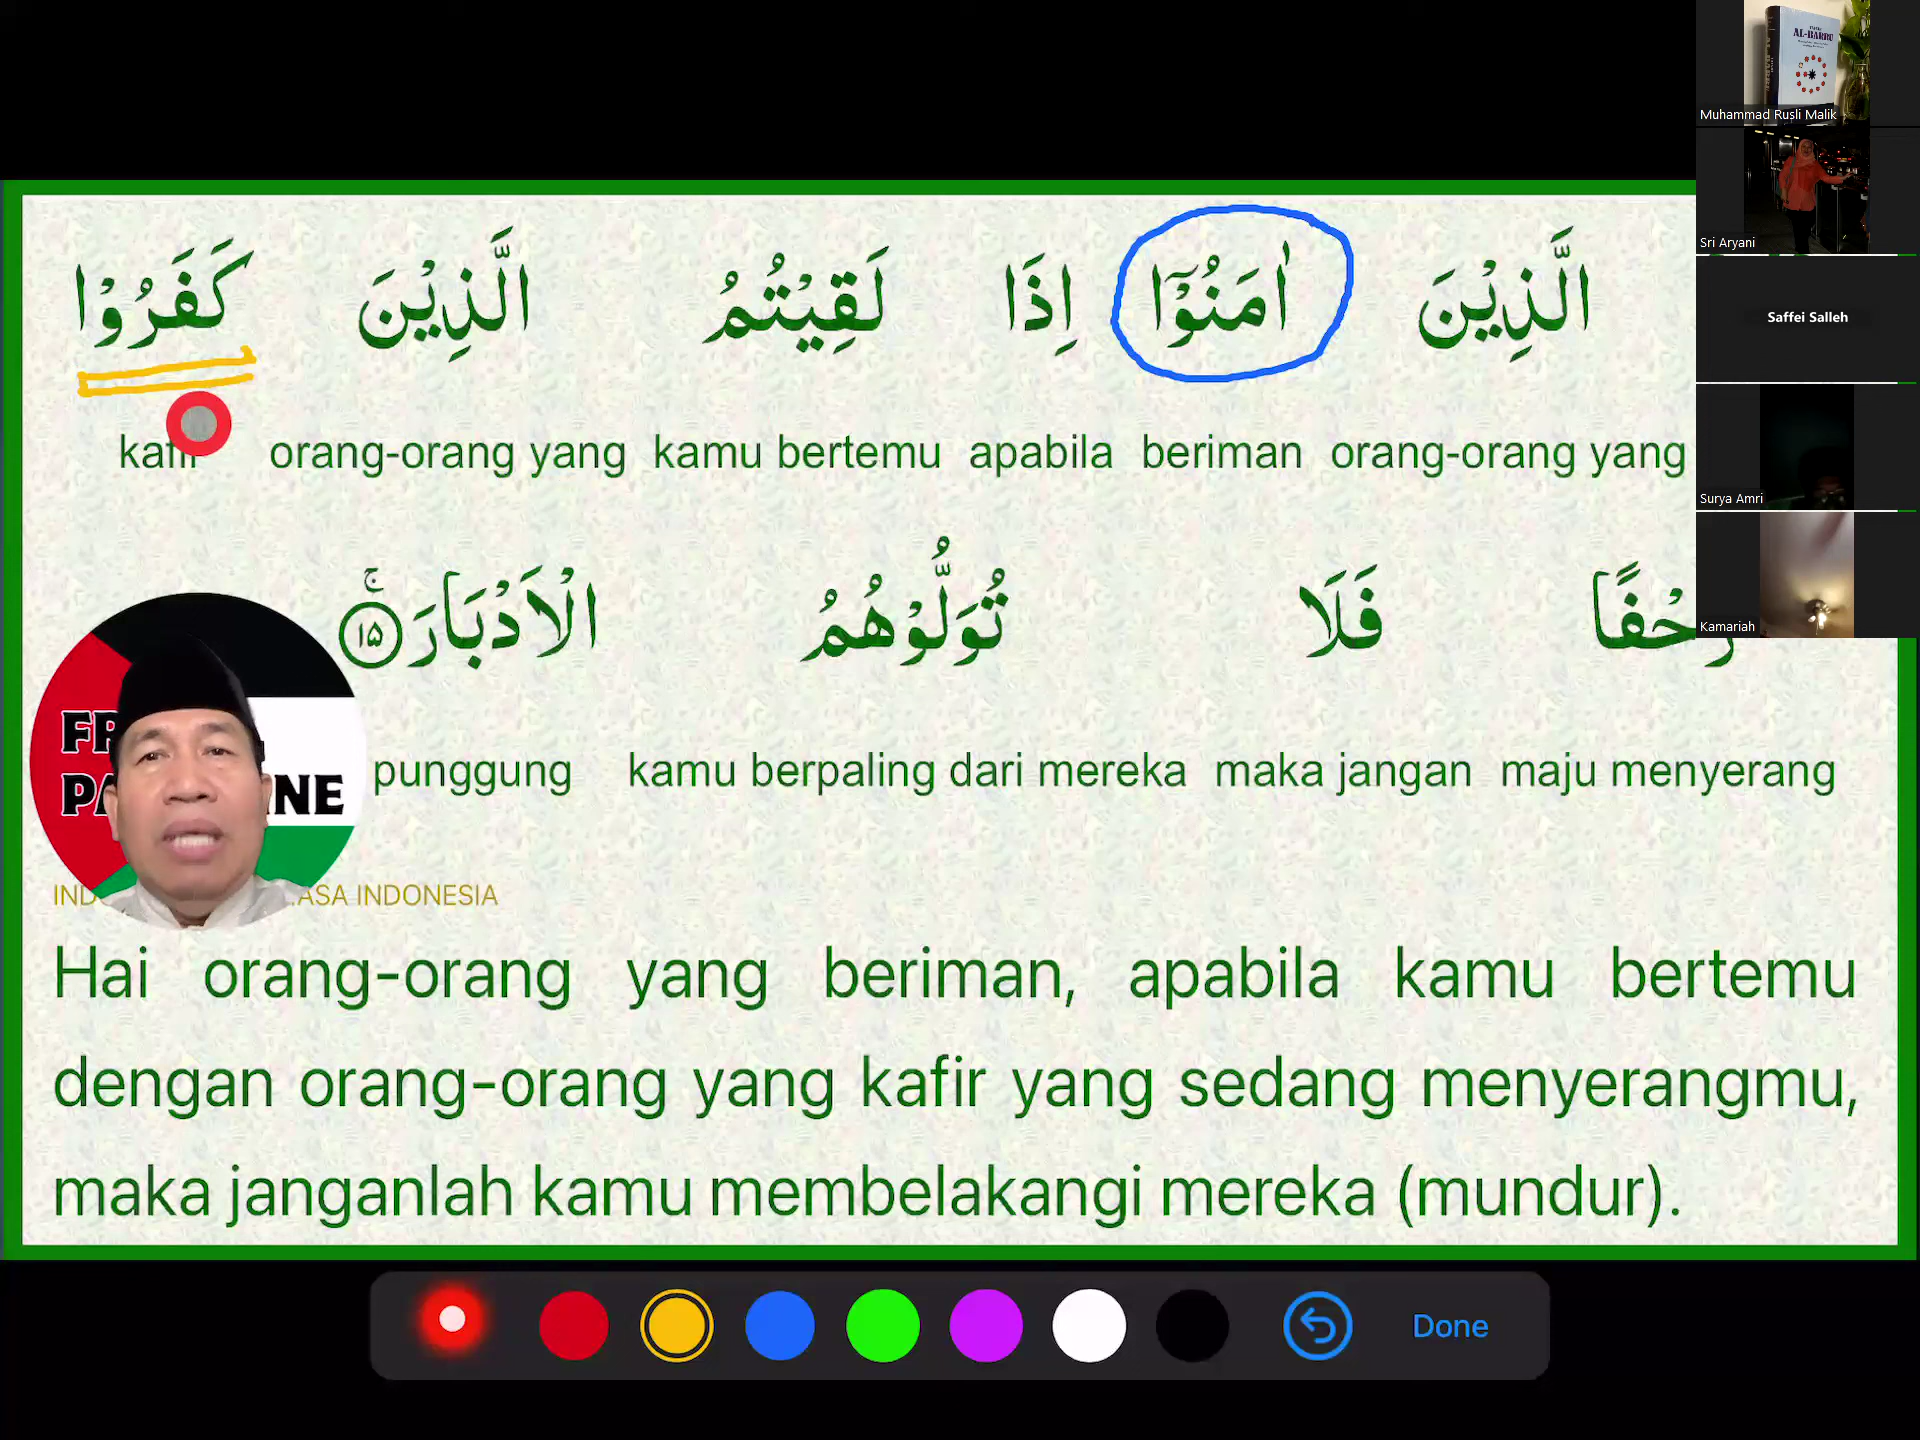 الَّذِيْنَ اٰمَنُوْٓا اِذَا لَقِيْتُمُ الَّذِيْنَ كَفَرُوْا
kafir orang-orang yang kamu bertemu apabila beriman orang-orang yang
زَحْفًا فَلَا تُوَلُّوْهُمُ الْاَدْبَارَۚ ۝١٥
punggung kamu berpaling dari mereka maka jangan maju menyerang
INDONESIA
Hai orang-orang yang beriman, apabila kamu bertemu
dengan orang-orang yang kafir yang sedang menyerangmu,
maka janganlah kamu membelakangi mereka (mundur).
Done
AL-BARRU
Muhammad Rusli Malik
Sri Aryani
Saffei Salleh
Surya Amri
Kamariah